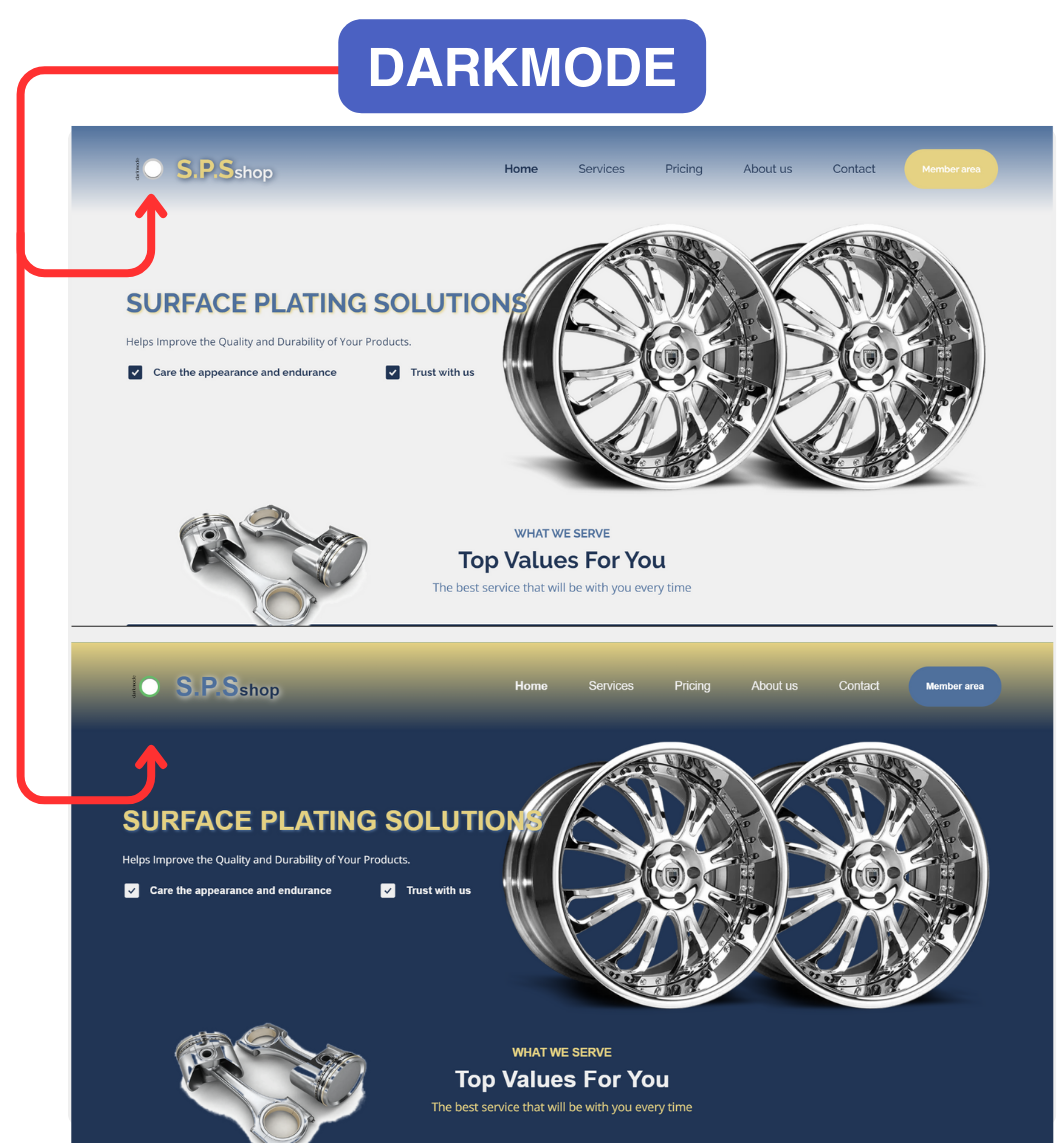 DARKMODE
darkmode
S.P.Sshop
Home Services Pricing About us Contact Member area
SURFACE PLATING SOLUTIONS
Helps Improve the Quality and Durability of Your Products.
Care the appearance and endurance Trust with us
WHAT WE SERVE
Top Values For You
The best service that will be with you every time
darkmode
S.P.Sshop
Home Services Pricing About us Contact Member area
SURFACE PLATING SOLUTIONS
Helps Improve the Quality and Durability of Your Products.
Care the appearance and endurance Trust with us
WHAT WE SERVE
Top Values For You
The best service that will be with you every time